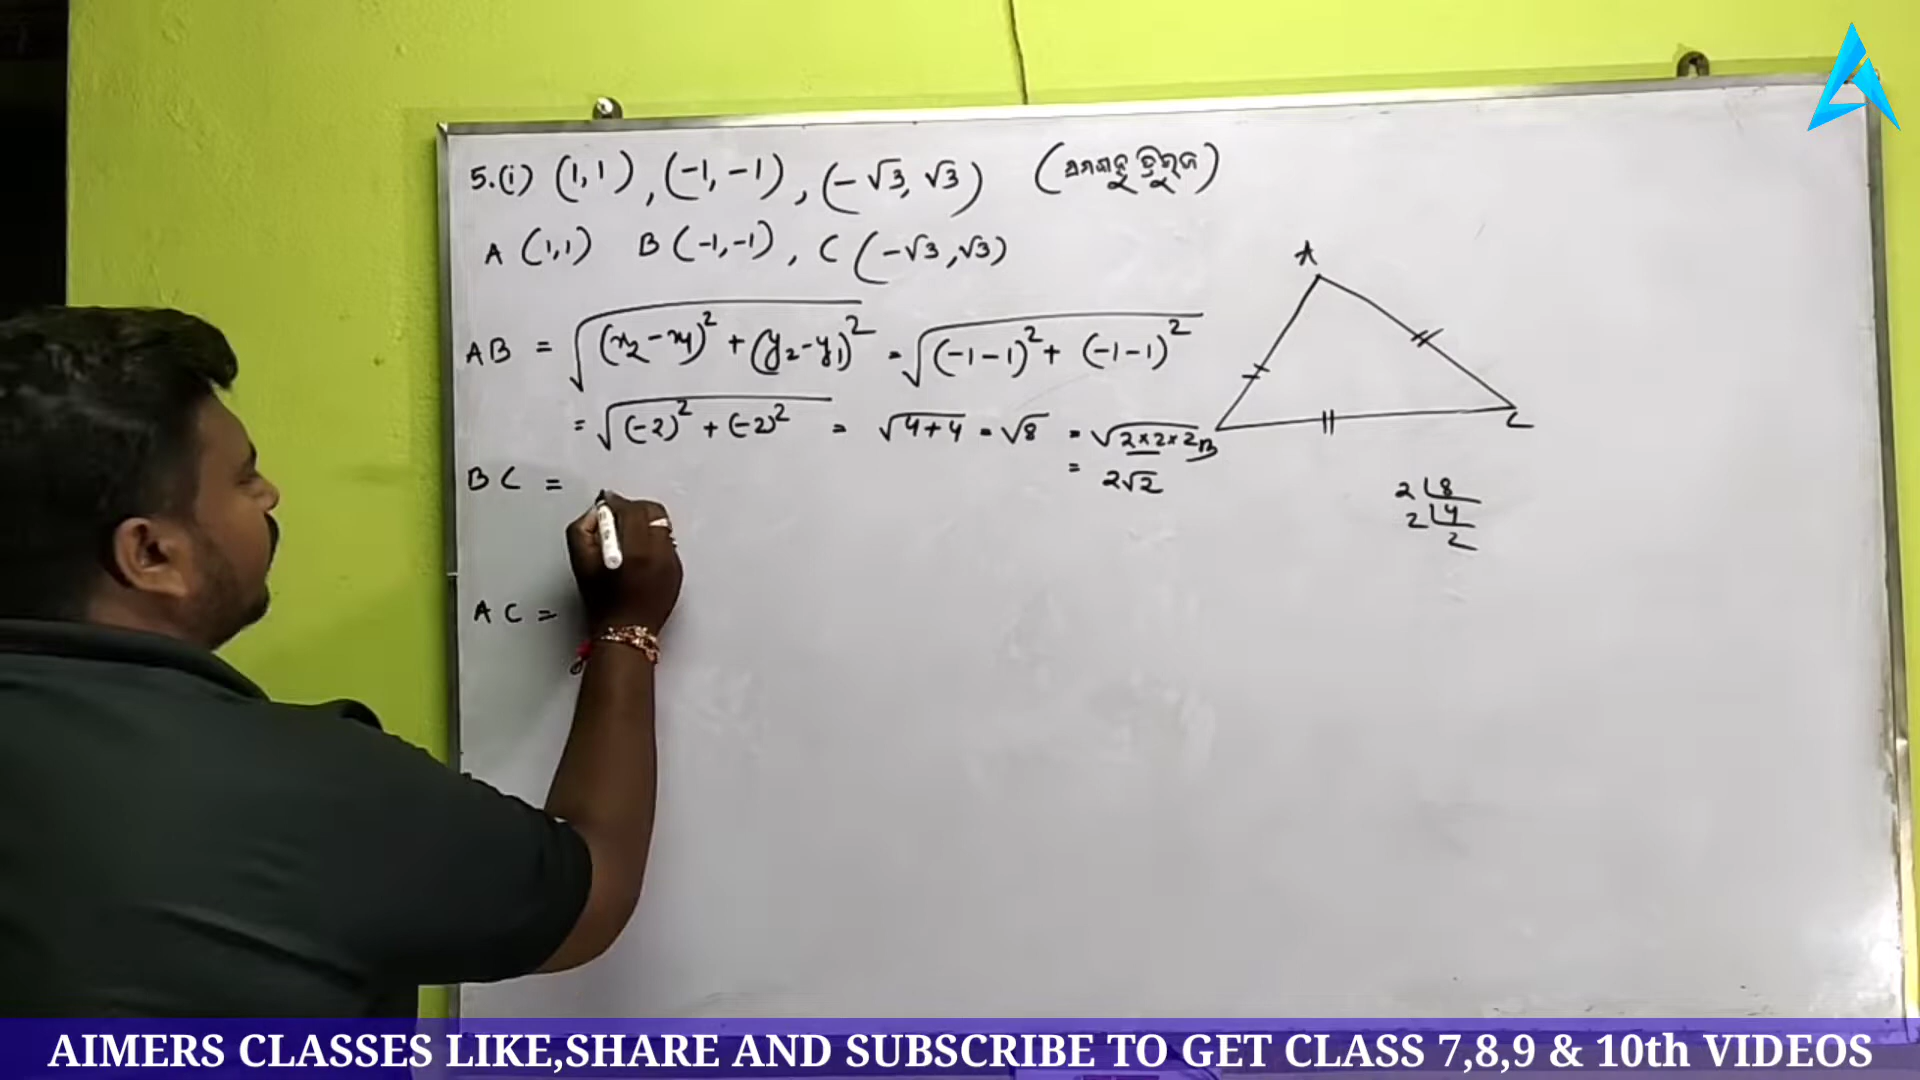 5.(i) (1,1), (-1,-1), (-√3, √3) (ସମବାହୁ ତ୍ରିଭୁଜ)
A (1,1) B (-1,-1), C (-√3,√3)
AB = √(x₂-x₁)²+(y₂-y₁)² = √(-1-1)²+(-1-1)²
= √(-2)²+(-2)² = √4+4 = √8 = √2×2×2
= 2√2
BC =
AC =
A
B
C
2 8
2 4
2
AIMERS CLASSES LIKE,SHARE AND SUBSCRIBE TO GET CLASS 7,8,9 & 10th VIDEOS